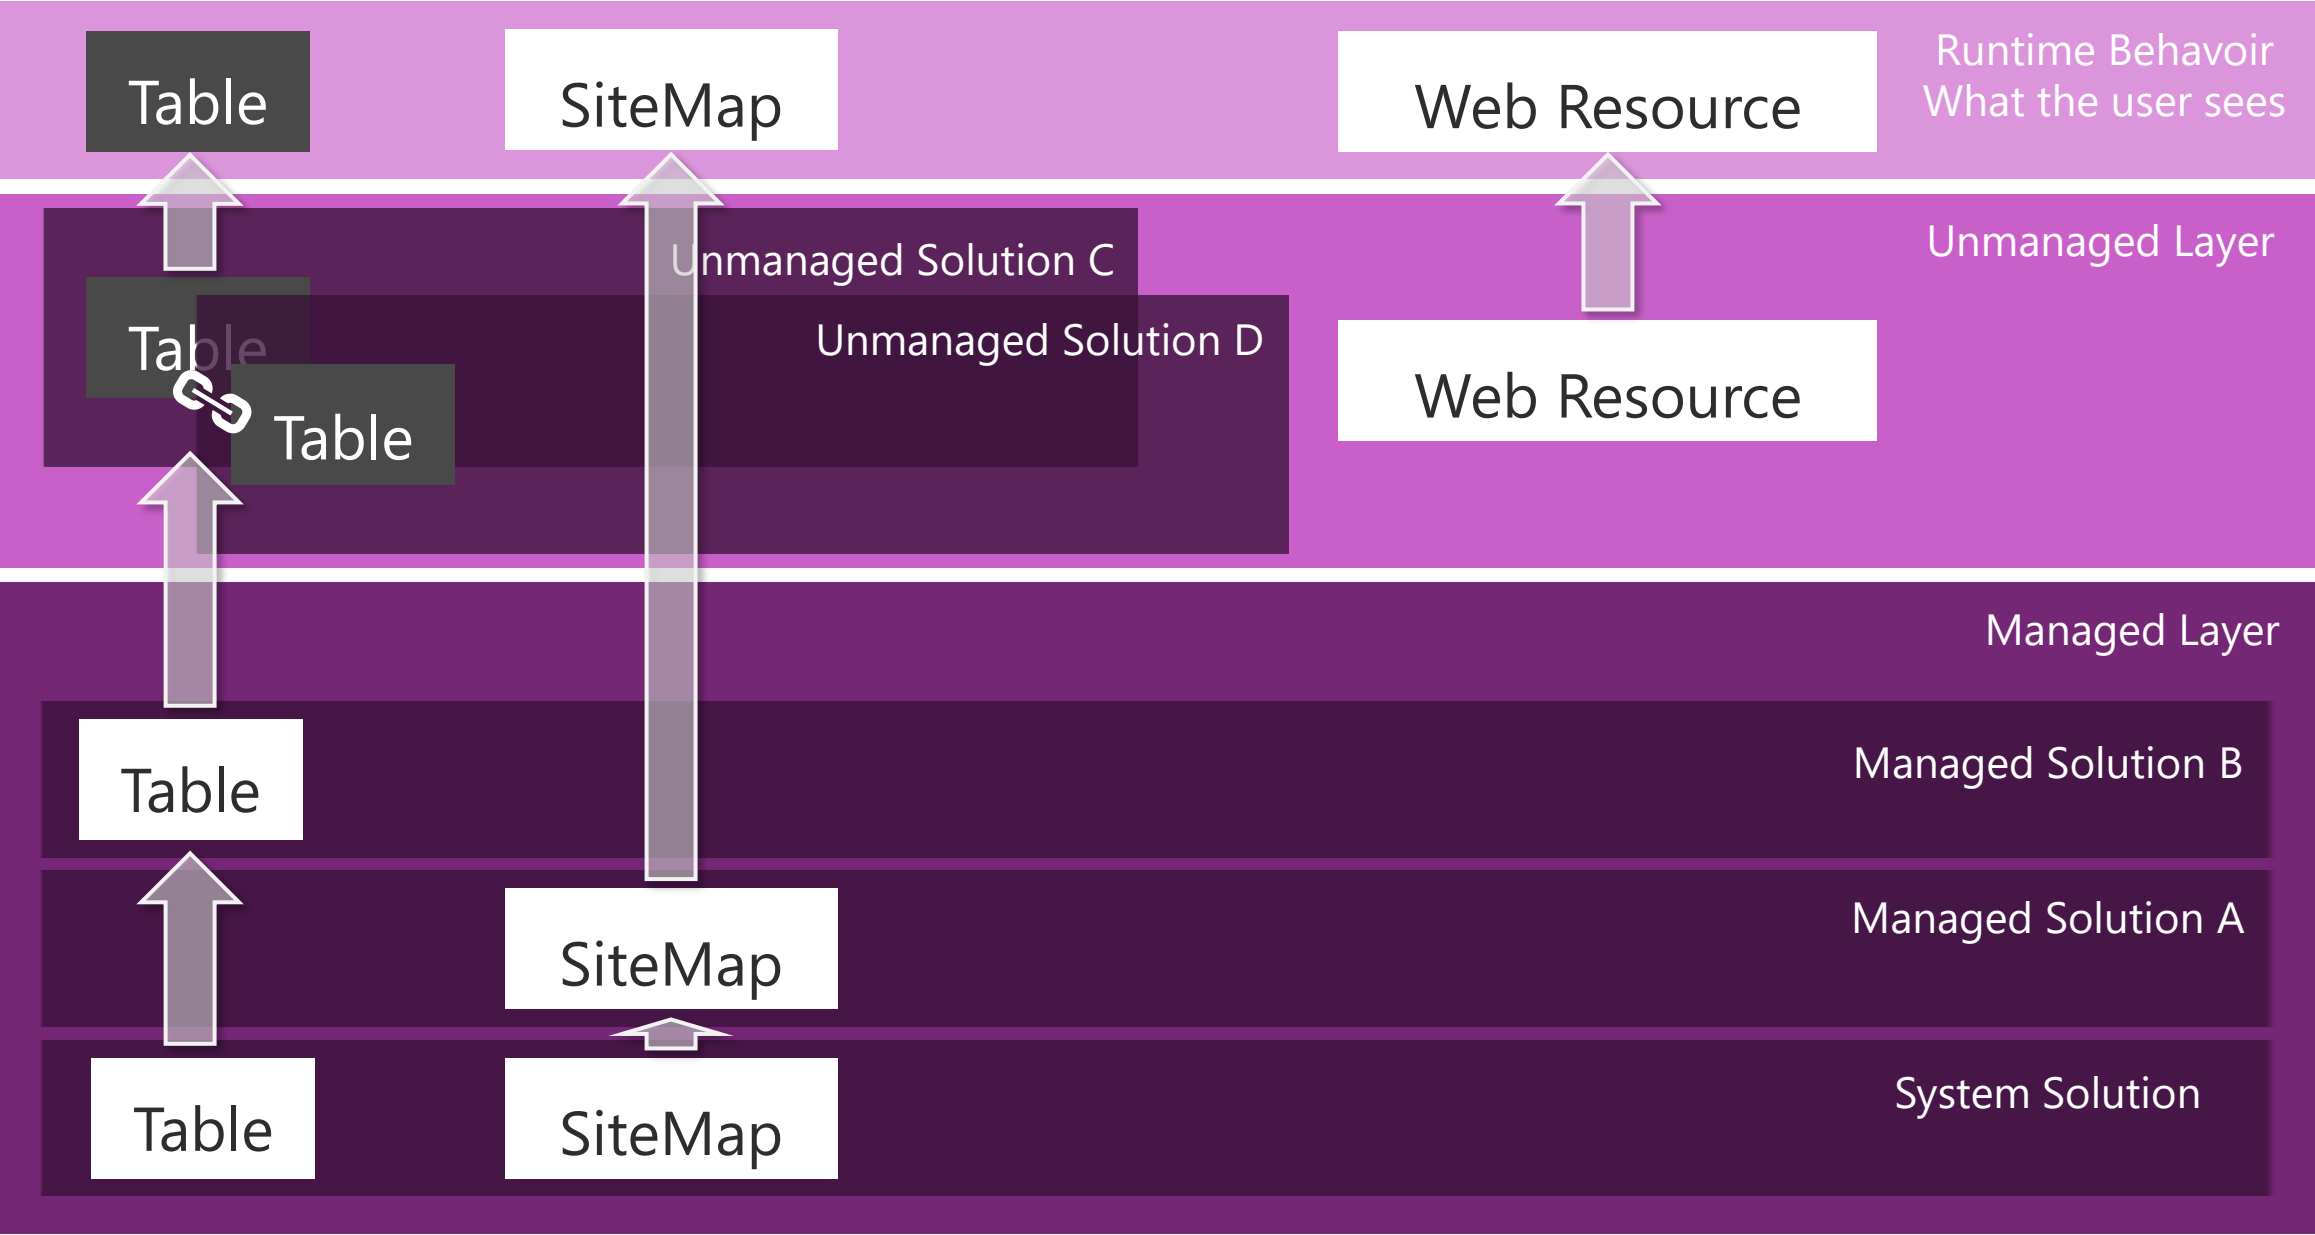 Table
SiteMap
Web Resource
Runtime Behavoir
What the user sees
Unmanaged Layer
Unmanaged Solution C
Unmanaged Solution D
Table
Table
Web Resource
Managed Layer
Table
Managed Solution B
SiteMap
Managed Solution A
Table
SiteMap
System Solution